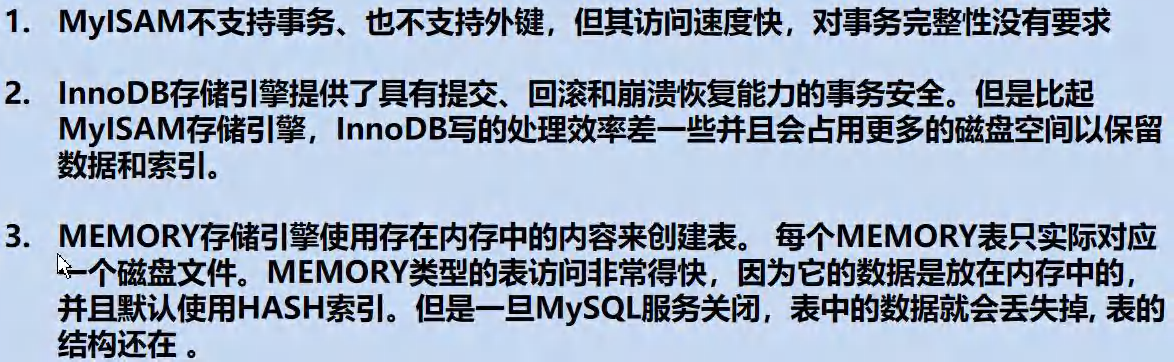 1. MyISAM不支持事务、也不支持外键，但其访问速度快，对事务完整性没有要求
2. InnoDB存储引擎提供了具有提交、回滚和崩溃恢复能力的事务安全。但是比起
MyISAM存储引擎，InnoDB写的处理效率差一些并且会占用更多的磁盘空间以保留
数据和索引。
3. MEMORY存储引擎使用存在内存中的内容来创建表。 每个MEMORY表只实际对应
一个磁盘文件。MEMORY类型的表访问非常得快，因为它的数据是放在内存中的，
并且默认使用HASH索引。但是一旦MySQL服务关闭，表中的数据就会丢失掉, 表的
结构还在 。